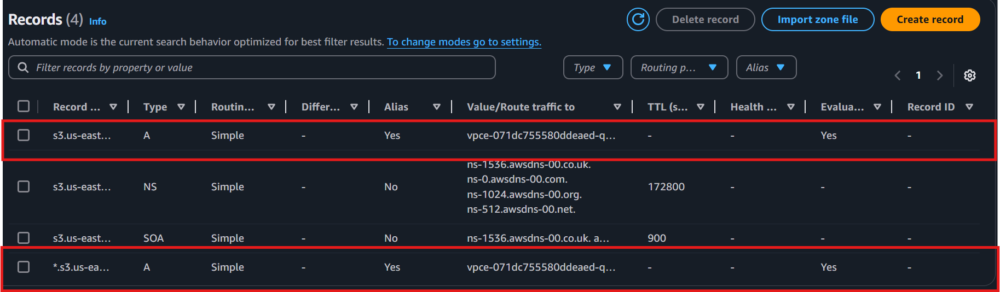 Records (4) Info
Delete record
Import zone file
Create record
Automatic mode is the current search behavior optimized for best filter results. To change modes go to settings.
Filter records by property or value
Type
Routing p...
Alias
1
Record ... Type Routin... Differ... Alias Value/Route traffic to TTL (s... Health ... Evalua... Record ID
s3.us-east... A Simple - Yes vpce-071dc755580ddeaed-q... - - Yes -
ns-1536.awsdns-00.co.uk.
ns-0.awsdns-00.com.
s3.us-east... NS Simple - No 172800 - - -
ns-1024.awsdns-00.org.
ns-512.awsdns-00.net.
s3.us-east... SOA Simple - No ns-1536.awsdns-00.co.uk. a... 900 - - -
*.s3.us-ea... A Simple - Yes vpce-071dc755580ddeaed-q... - - Yes -